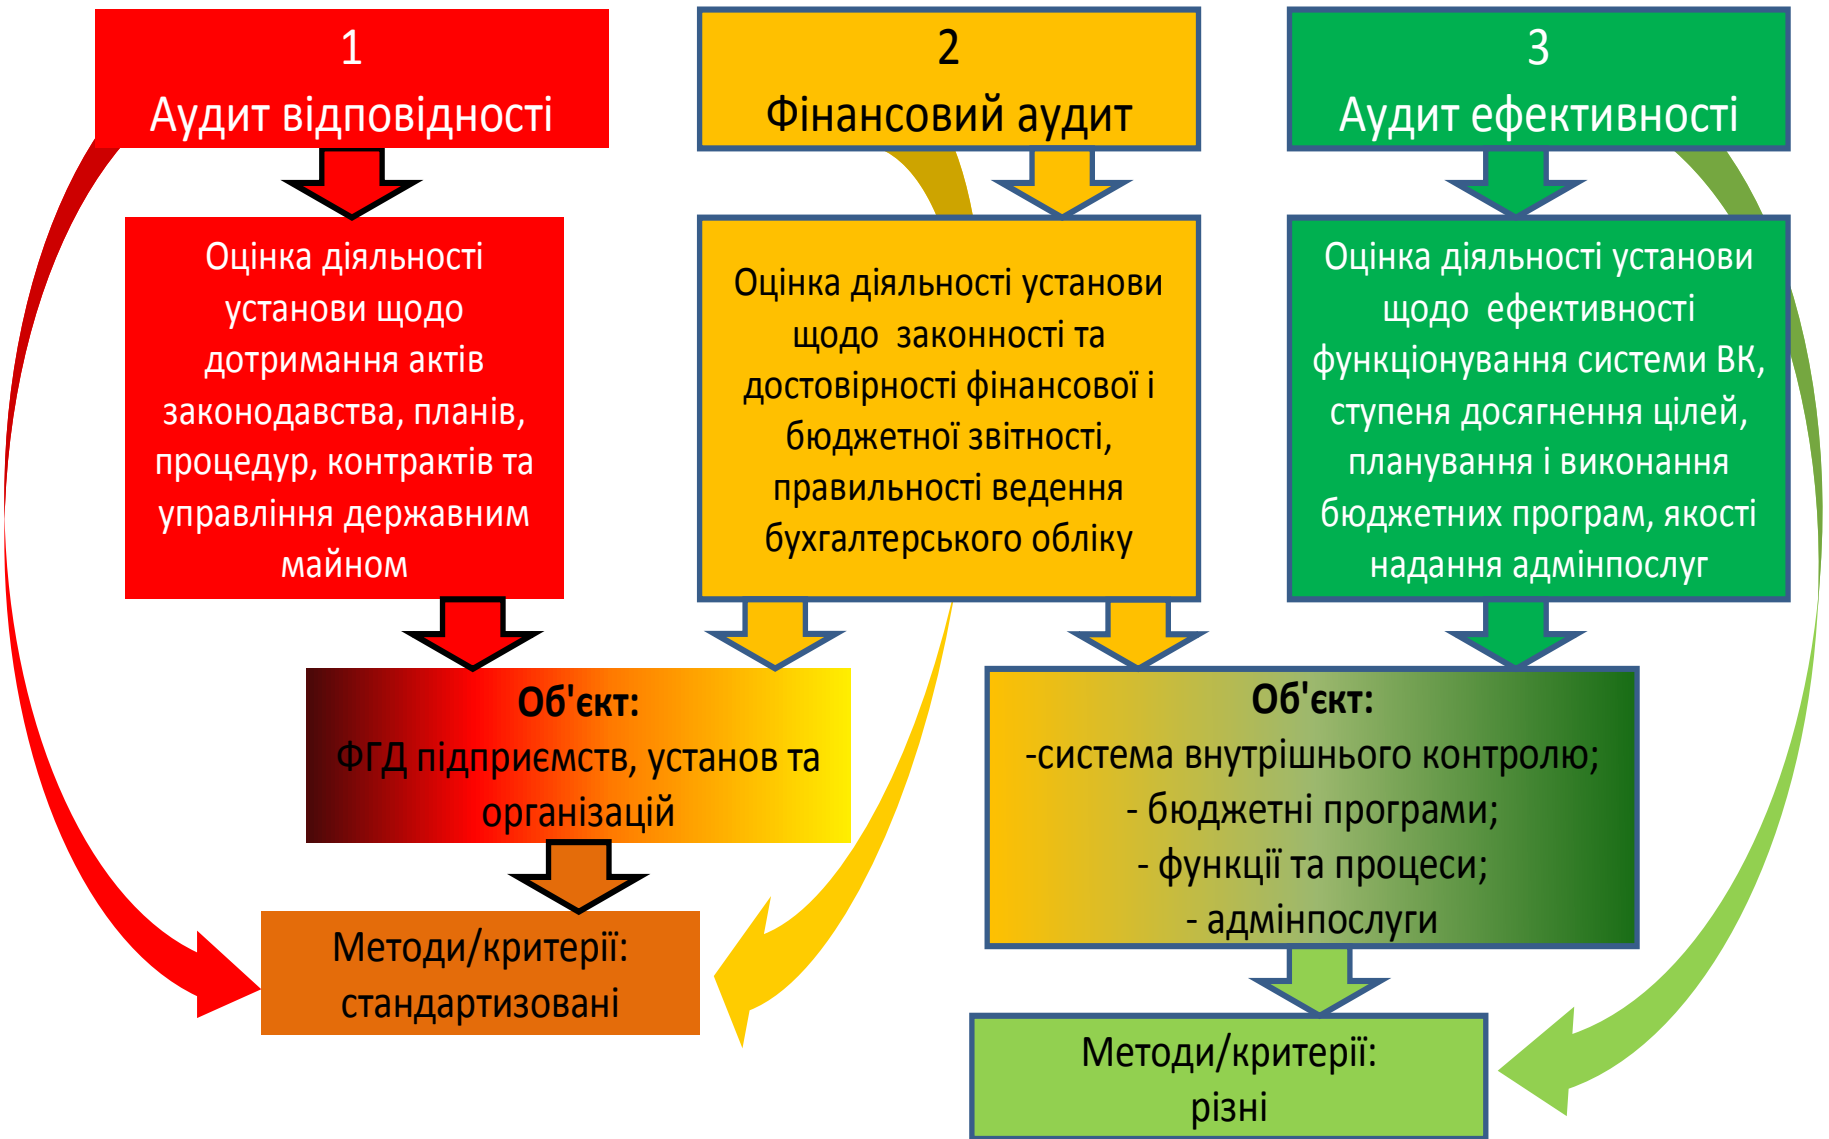 1
Аудит відповідності
2
Фінансовий аудит
3
Аудит ефективності
Оцінка діяльності
установи щодо
дотримання актів
законодавства, планів,
процедур, контрактів та
управління державним
майном
Оцінка діяльності установи
щодо законності та
достовірності фінансової і
бюджетної звітності,
правильності ведення
бухгалтерського обліку
Оцінка діяльності установи
щодо ефективності
функціонування системи ВК,
ступеня досягнення цілей,
планування і виконання
бюджетних програм, якості
надання адмінпослуг
Об'єкт:
ФГД підприємств, установ та
організацій
Об'єкт:
-система внутрішнього контролю;
- бюджетні програми;
- функції та процеси;
- адмінпослуги
Методи/критерії:
стандартизовані
Методи/критерії:
різні